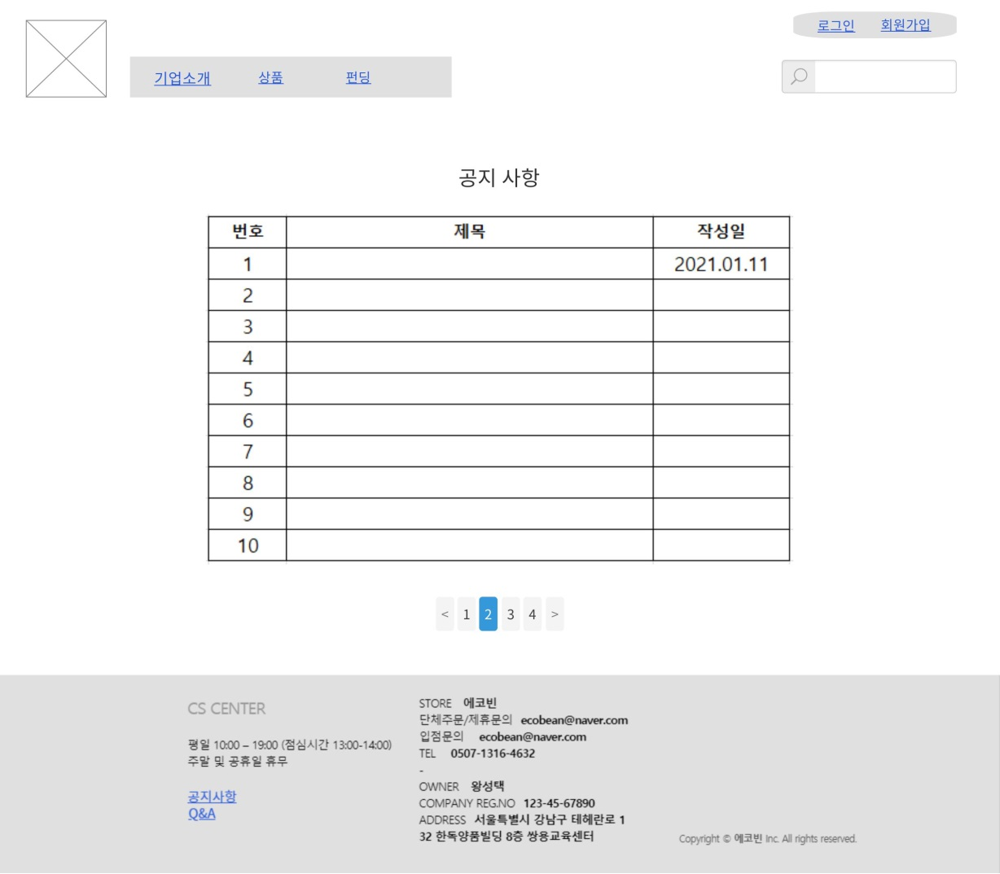 로그인 회원가입
기업소개 상품 펀딩
공지 사항
번호 제목 작성일
1 2021.01.11
2
3
4
5
6
7
8
9
10
< 1 2 3 4 >
CS CENTER
평일 10:00 – 19:00 (점심시간 13:00-14:00)
주말 및 공휴일 휴무
공지사항
Q&A
STORE 에코빈
단체주문/제휴문의 ecobean@naver.com
입점문의 ecobean@naver.com
TEL 0507-1316-4632
-
OWNER 왕성택
COMPANY REG.NO 123-45-67890
ADDRESS 서울특별시 강남구 테헤란로 1
32 한독양품빌딩 8층 쌍용교육센터
Copyright © 에코빈 Inc. All rights reserved.